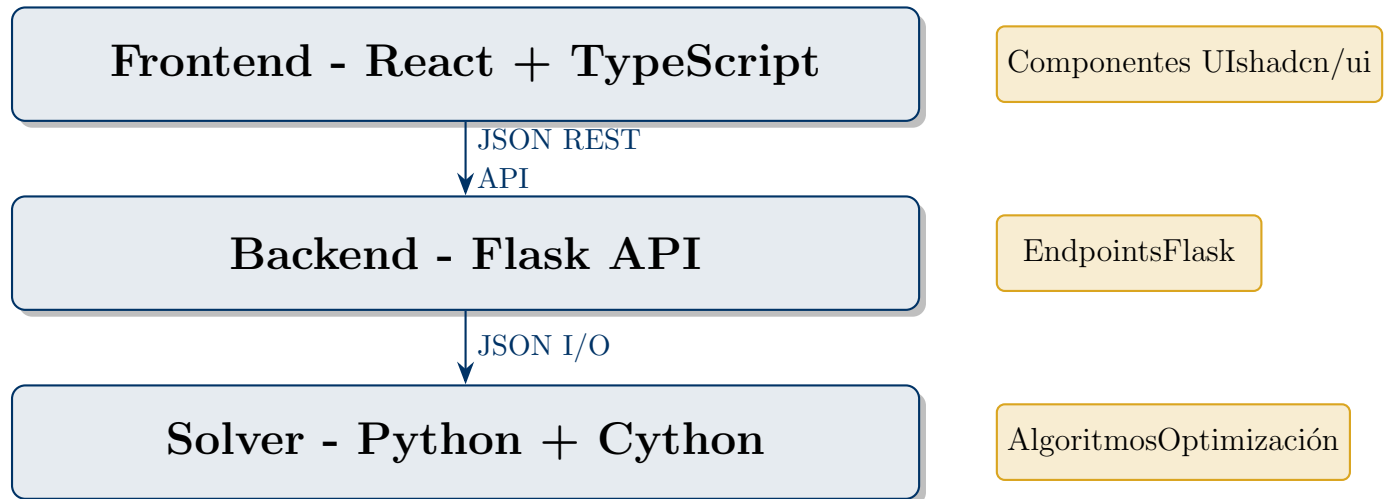 Frontend - React + TypeScript
Componentes UIshadcn/ui
JSON REST
API
Backend - Flask API
EndpointsFlask
JSON I/O
Solver - Python + Cython
AlgoritmosOptimización